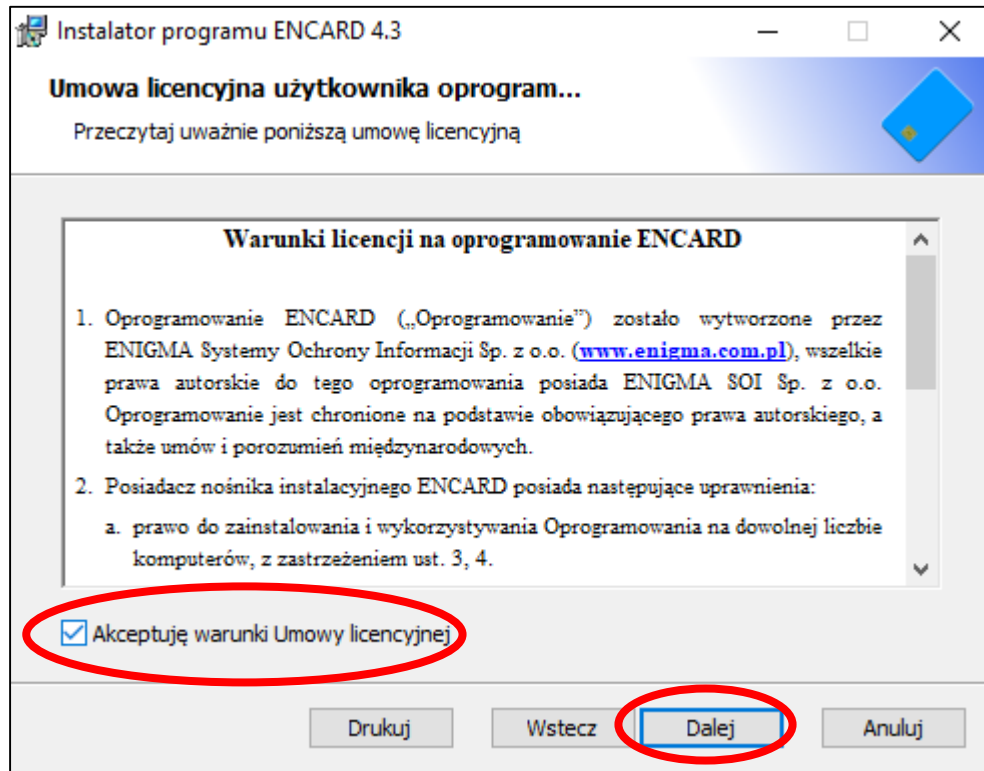 Instalator programu ENCARD 4.3
Umowa licencyjna użytkownika oprogram...
Przeczytaj uważnie poniższą umowę licencyjną
Warunki licencji na oprogramowanie ENCARD
1. Oprogramowanie ENCARD („Oprogramowanie”) zostało wytworzone przez
ENIGMA Systemy Ochrony Informacji Sp. z o.o. (www.enigma.com.pl), wszelkie
prawa autorskie do tego oprogramowania posiada ENIGMA SOI Sp. z o.o.
Oprogramowanie jest chronione na podstawie obowiązującego prawa autorskiego, a
także umów i porozumień międzynarodowych.
2. Posiadacz nośnika instalacyjnego ENCARD posiada następujące uprawnienia:
a. prawo do zainstalowania i wykorzystywania Oprogramowania na dowolnej liczbie
komputerów, z zastrzeżeniem ust. 3, 4.
Akceptuję warunki Umowy licencyjnej
Drukuj Wstecz Dalej Anuluj